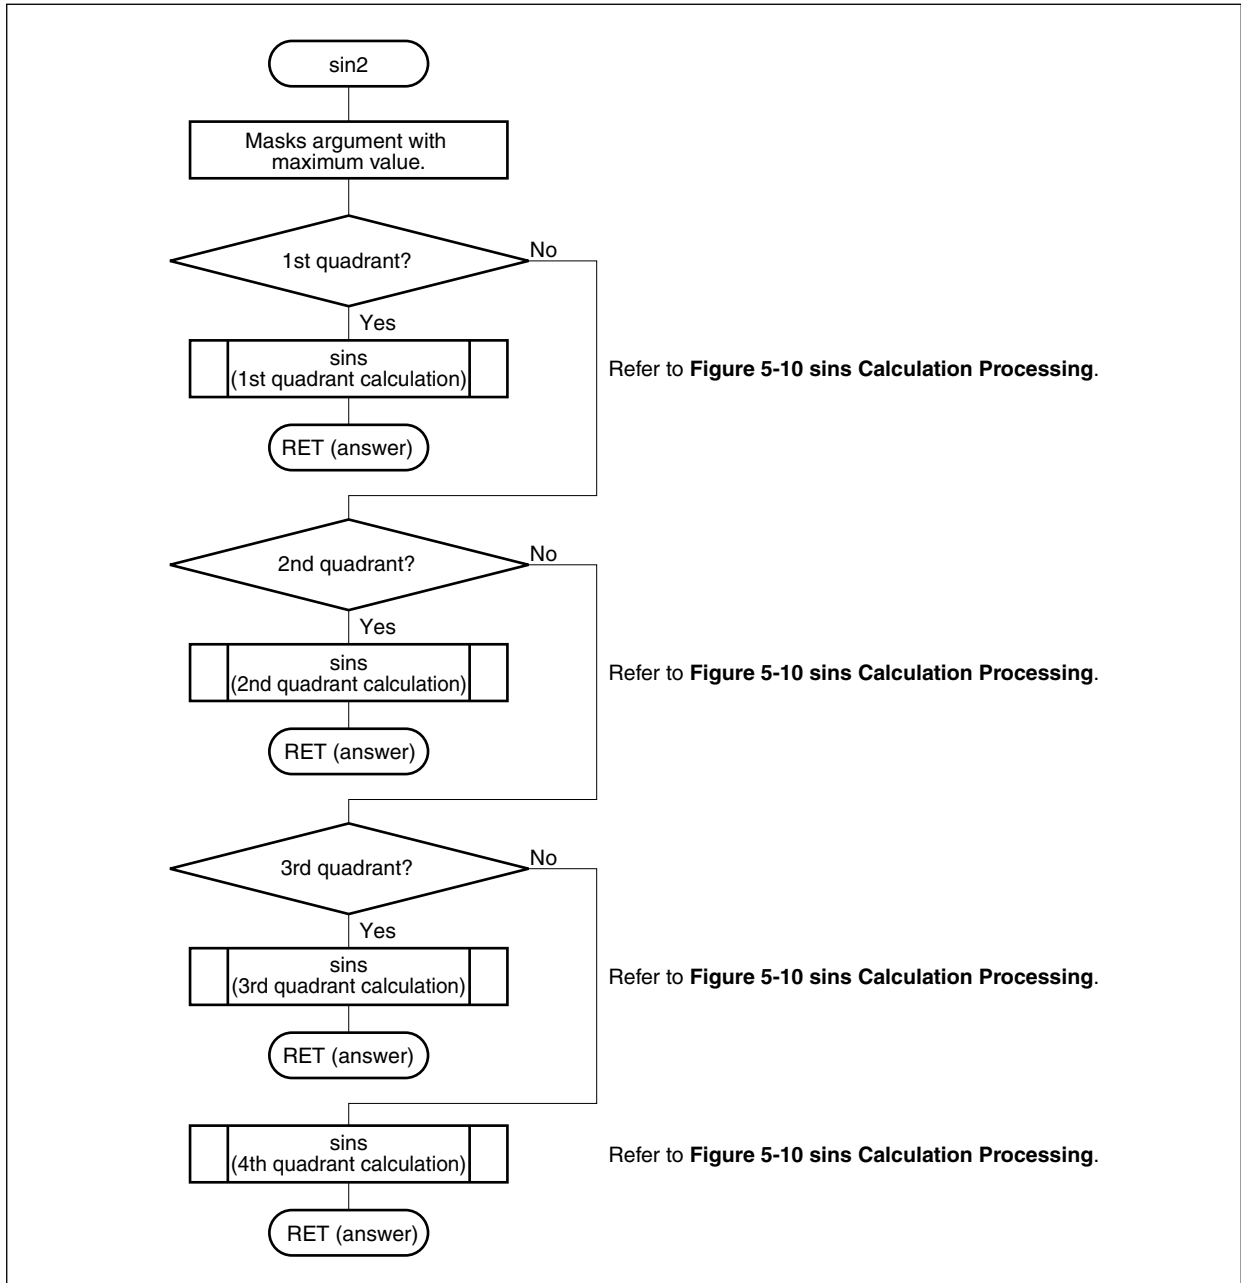 sin2
Masks argument with
maximum value.
1st quadrant?
No
Yes
sins
(1st quadrant calculation)
Refer to Figure 5-10 sins Calculation Processing.
RET (answer)
2nd quadrant?
No
Yes
sins
(2nd quadrant calculation)
Refer to Figure 5-10 sins Calculation Processing.
RET (answer)
3rd quadrant?
No
Yes
sins
(3rd quadrant calculation)
Refer to Figure 5-10 sins Calculation Processing.
RET (answer)
sins
(4th quadrant calculation)
Refer to Figure 5-10 sins Calculation Processing.
RET (answer)